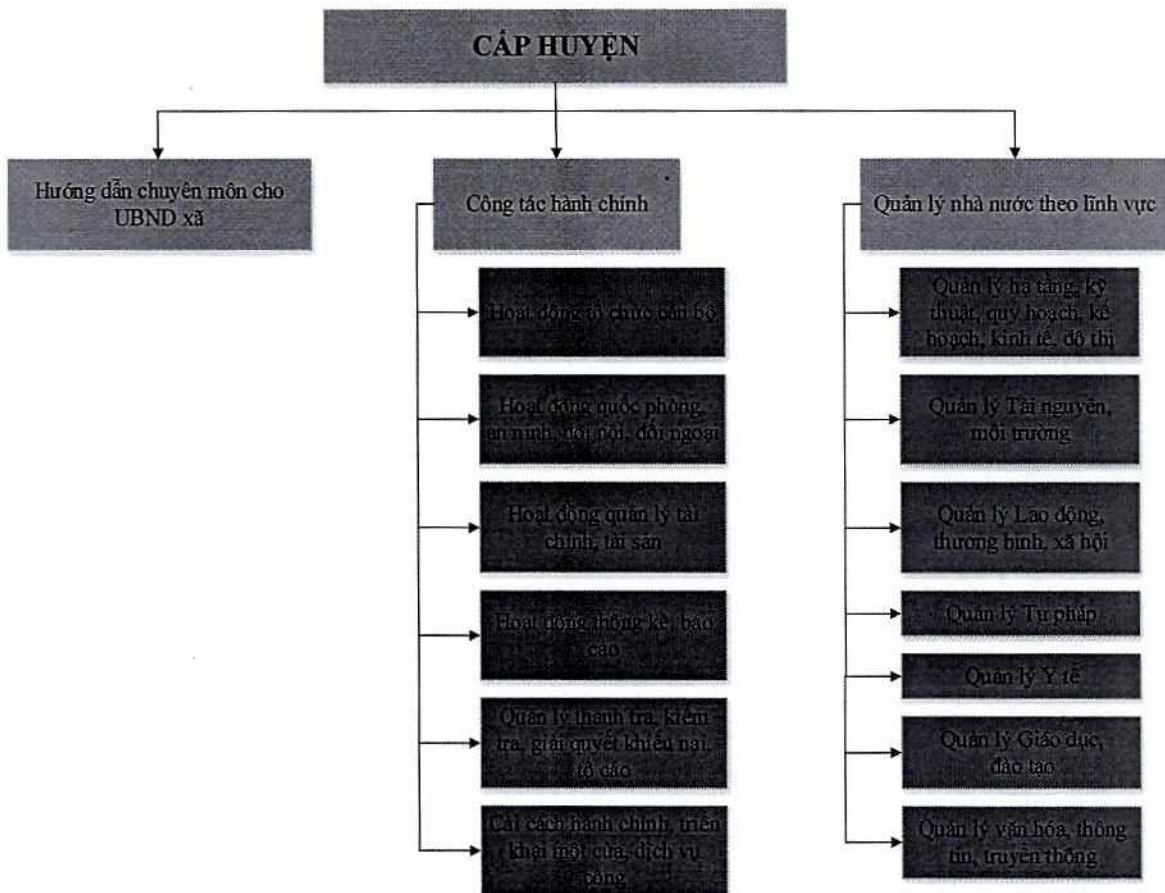 CẤP HUYỆN
Hướng dẫn chuyên môn cho
UBND xã
Công tác hành chính
Quản lý nhà nước theo lĩnh vực
Hoạt động tổ chức cán bộ
Hoạt động quốc phòng,
an ninh, đối nội, đối ngoại
Hoạt động quản lý tài
chính, tài sản
Hoạt động thống kê, báo
cáo
Quản lý thanh tra, kiểm
tra, giải quyết khiếu nại,
tố cáo
Cải cách hành chính, triển
khai một cửa, dịch vụ
công
Quản lý hạ tầng, kỹ
thuật, quy hoạch, kế
hoạch, kinh tế, đô thị
Quản lý Tài nguyên,
môi trường
Quản lý Lao động,
thương binh, xã hội
Quản lý Tư pháp
Quản lý Y tế
Quản lý Giáo dục,
đào tạo
Quản lý văn hóa, thông
tin, truyền thông